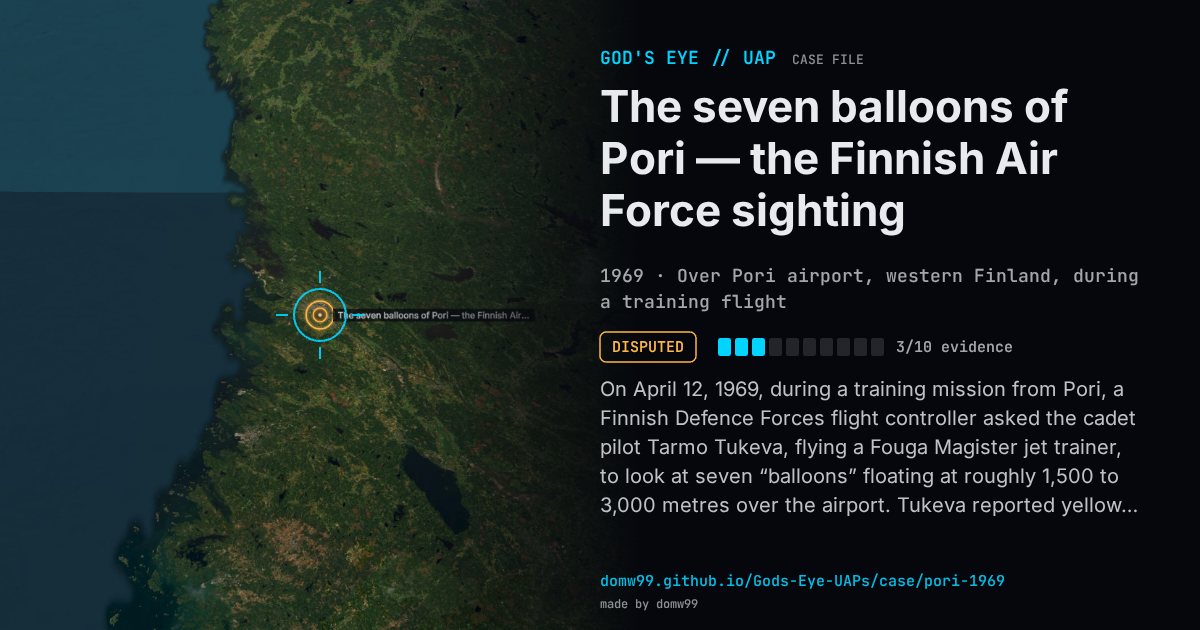 GOD'S EYE // UAP CASE FILE
The seven balloons of
Pori — the Finnish Air
Force sighting
1969 · Over Pori airport, western Finland, during
a training flight
DISPUTED 3/10 evidence
On April 12, 1969, during a training mission from Pori, a
Finnish Defence Forces flight controller asked the cadet
pilot Tarmo Tukeva, flying a Fouga Magister jet trainer,
to look at seven “balloons” floating at roughly 1,500 to
3,000 metres over the airport. Tukeva reported yellow…
domw99.github.io/Gods-Eye-UAPs/case/pori-1969
made by domw99
The seven balloons of Pori — the Finnish Air…